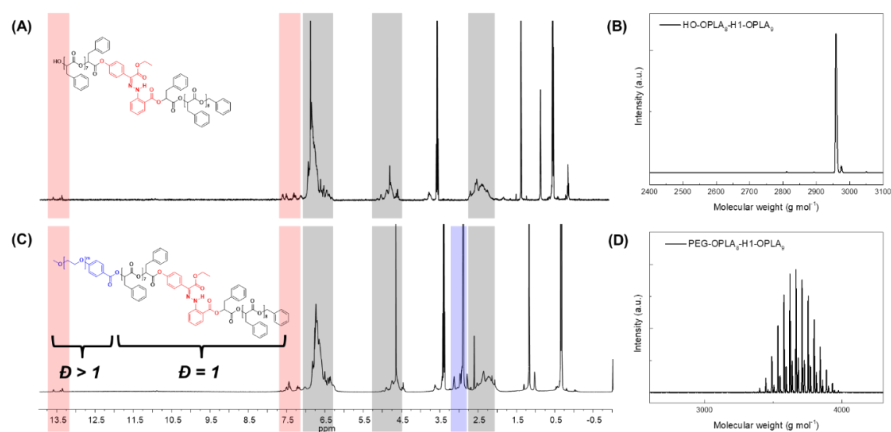 (A)
(B)
HO-OPLA₈-H1-OPLA₉
Intensity (a.u.)
2400 2500 2600 2700 2800 2900 3000 3100
Molecular weight (g mol⁻¹)
(C)
Đ > 1
Đ = 1
13.5 12.5 11.5 10.5 9.5 8.5 7.5 6.5 5.5 4.5 3.5 2.5 1.5 0.5 -0.5
ppm
(D)
PEG-OPLA₈-H1-OPLA₉
Intensity (a.u.)
3000 4000
Molecular weight (g mol⁻¹)